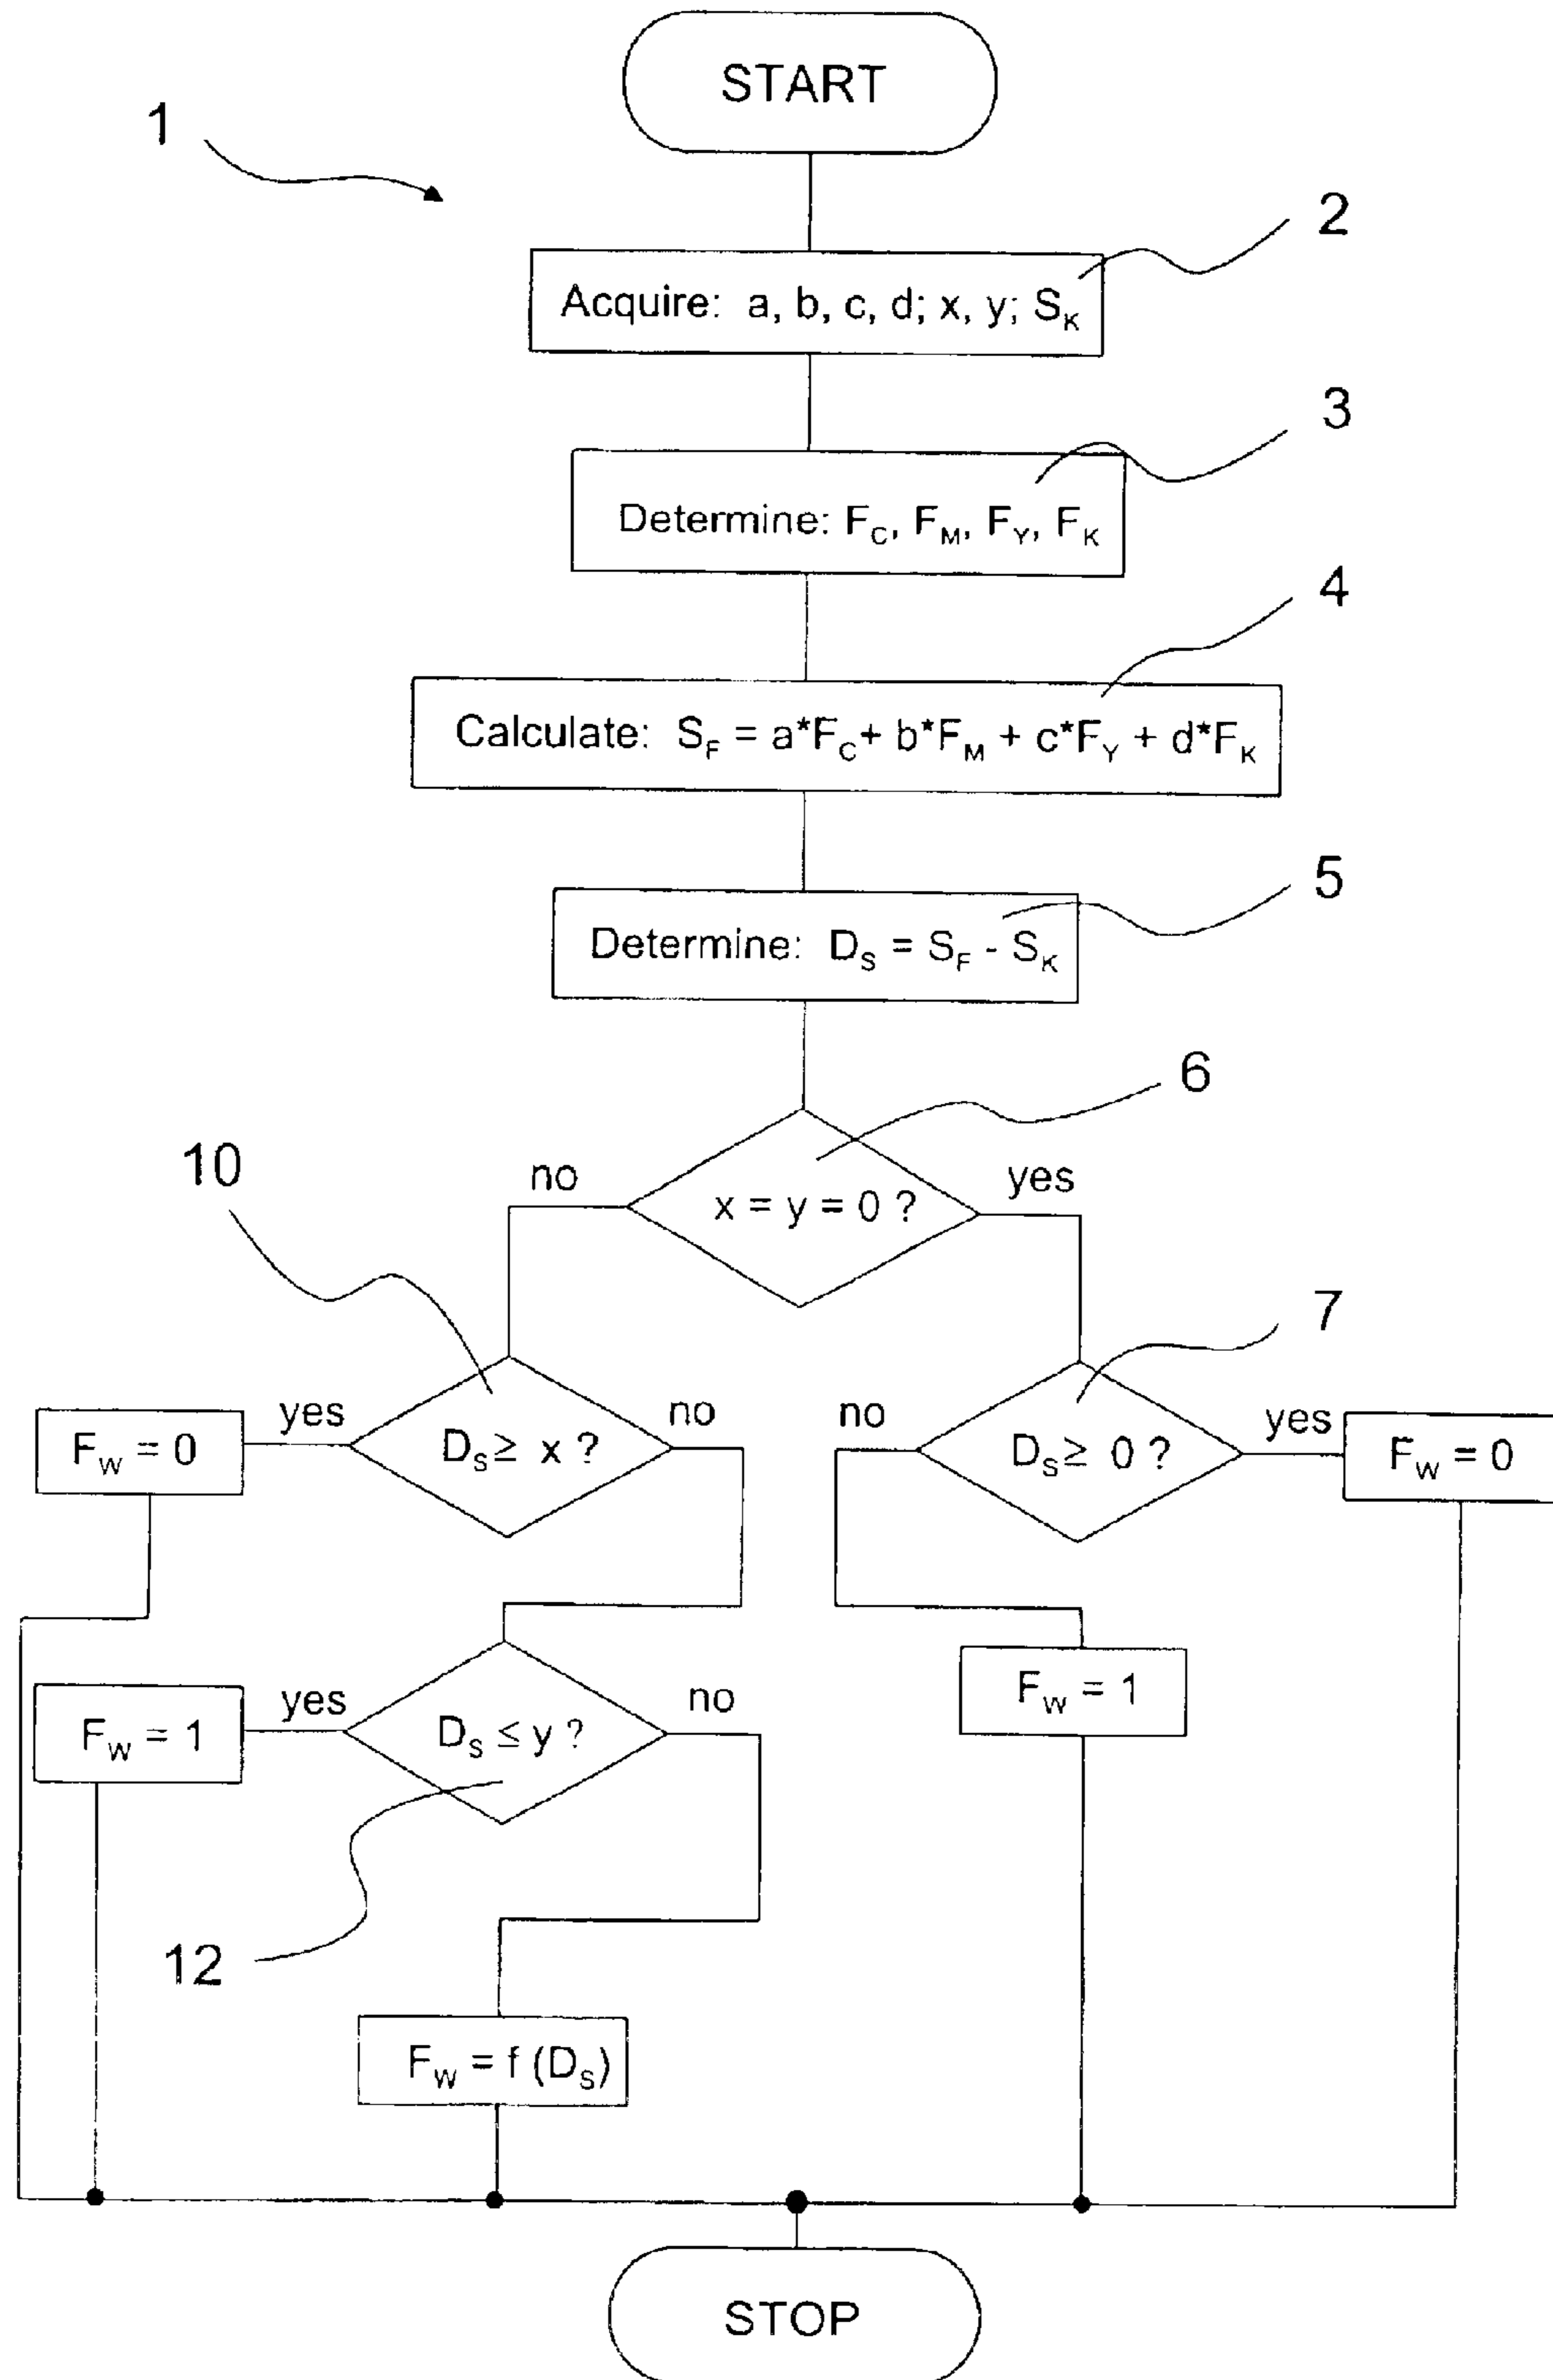 START
1
2
Acquire: a, b, c, d; x, y; S_K
3
Determine: F_C, F_M, F_Y, F_K
4
Calculate: S_F = a*F_C+ b*F_M + c*F_Y + d*F_K
5
Determine: D_S = S_F - S_K
6
10
no
x = y = 0 ?
yes
7
F_W = 0
yes
D_S ≥ x ?
no
no
D_S ≥ 0 ?
yes
F_W = 0
F_W = 1
yes
D_S ≤ y ?
no
F_W = 1
12
F_W = f (D_S)
STOP